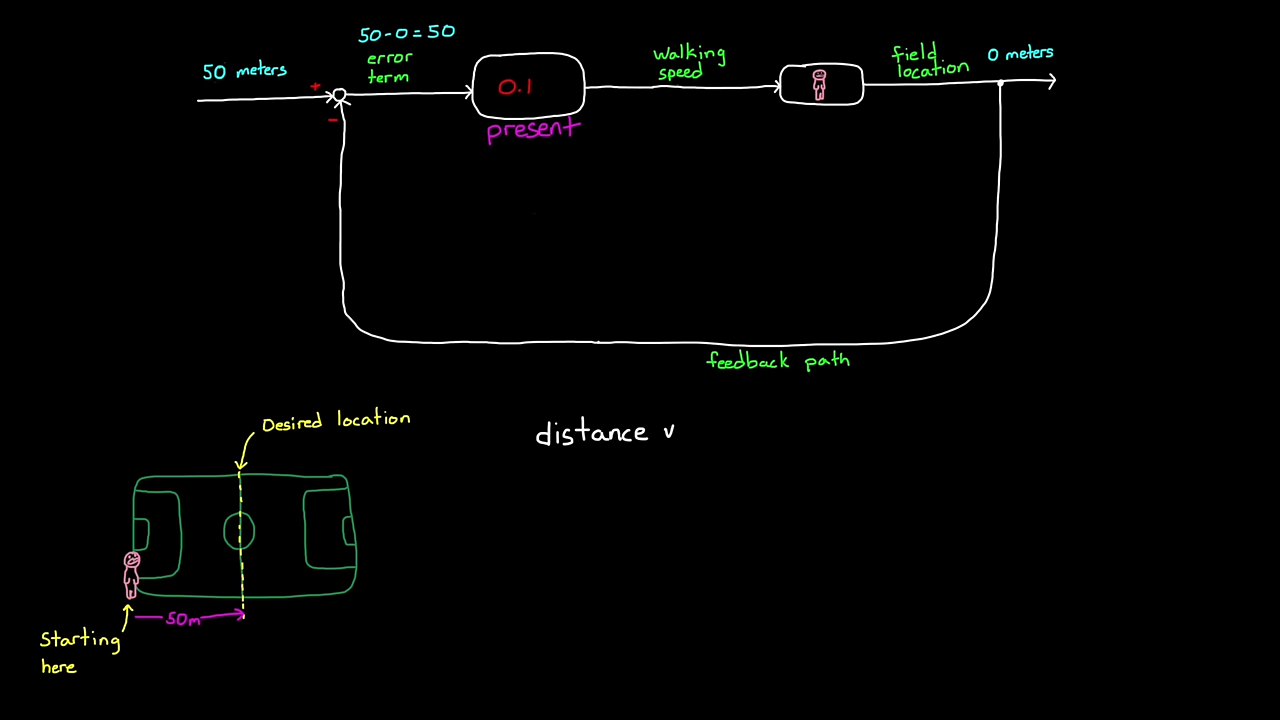 50-0=50
error
term
50 meters
+
-
0.1
present
walking
speed
field
location
0 meters
feedback path
Desired location
distance v
50m
Starting
here